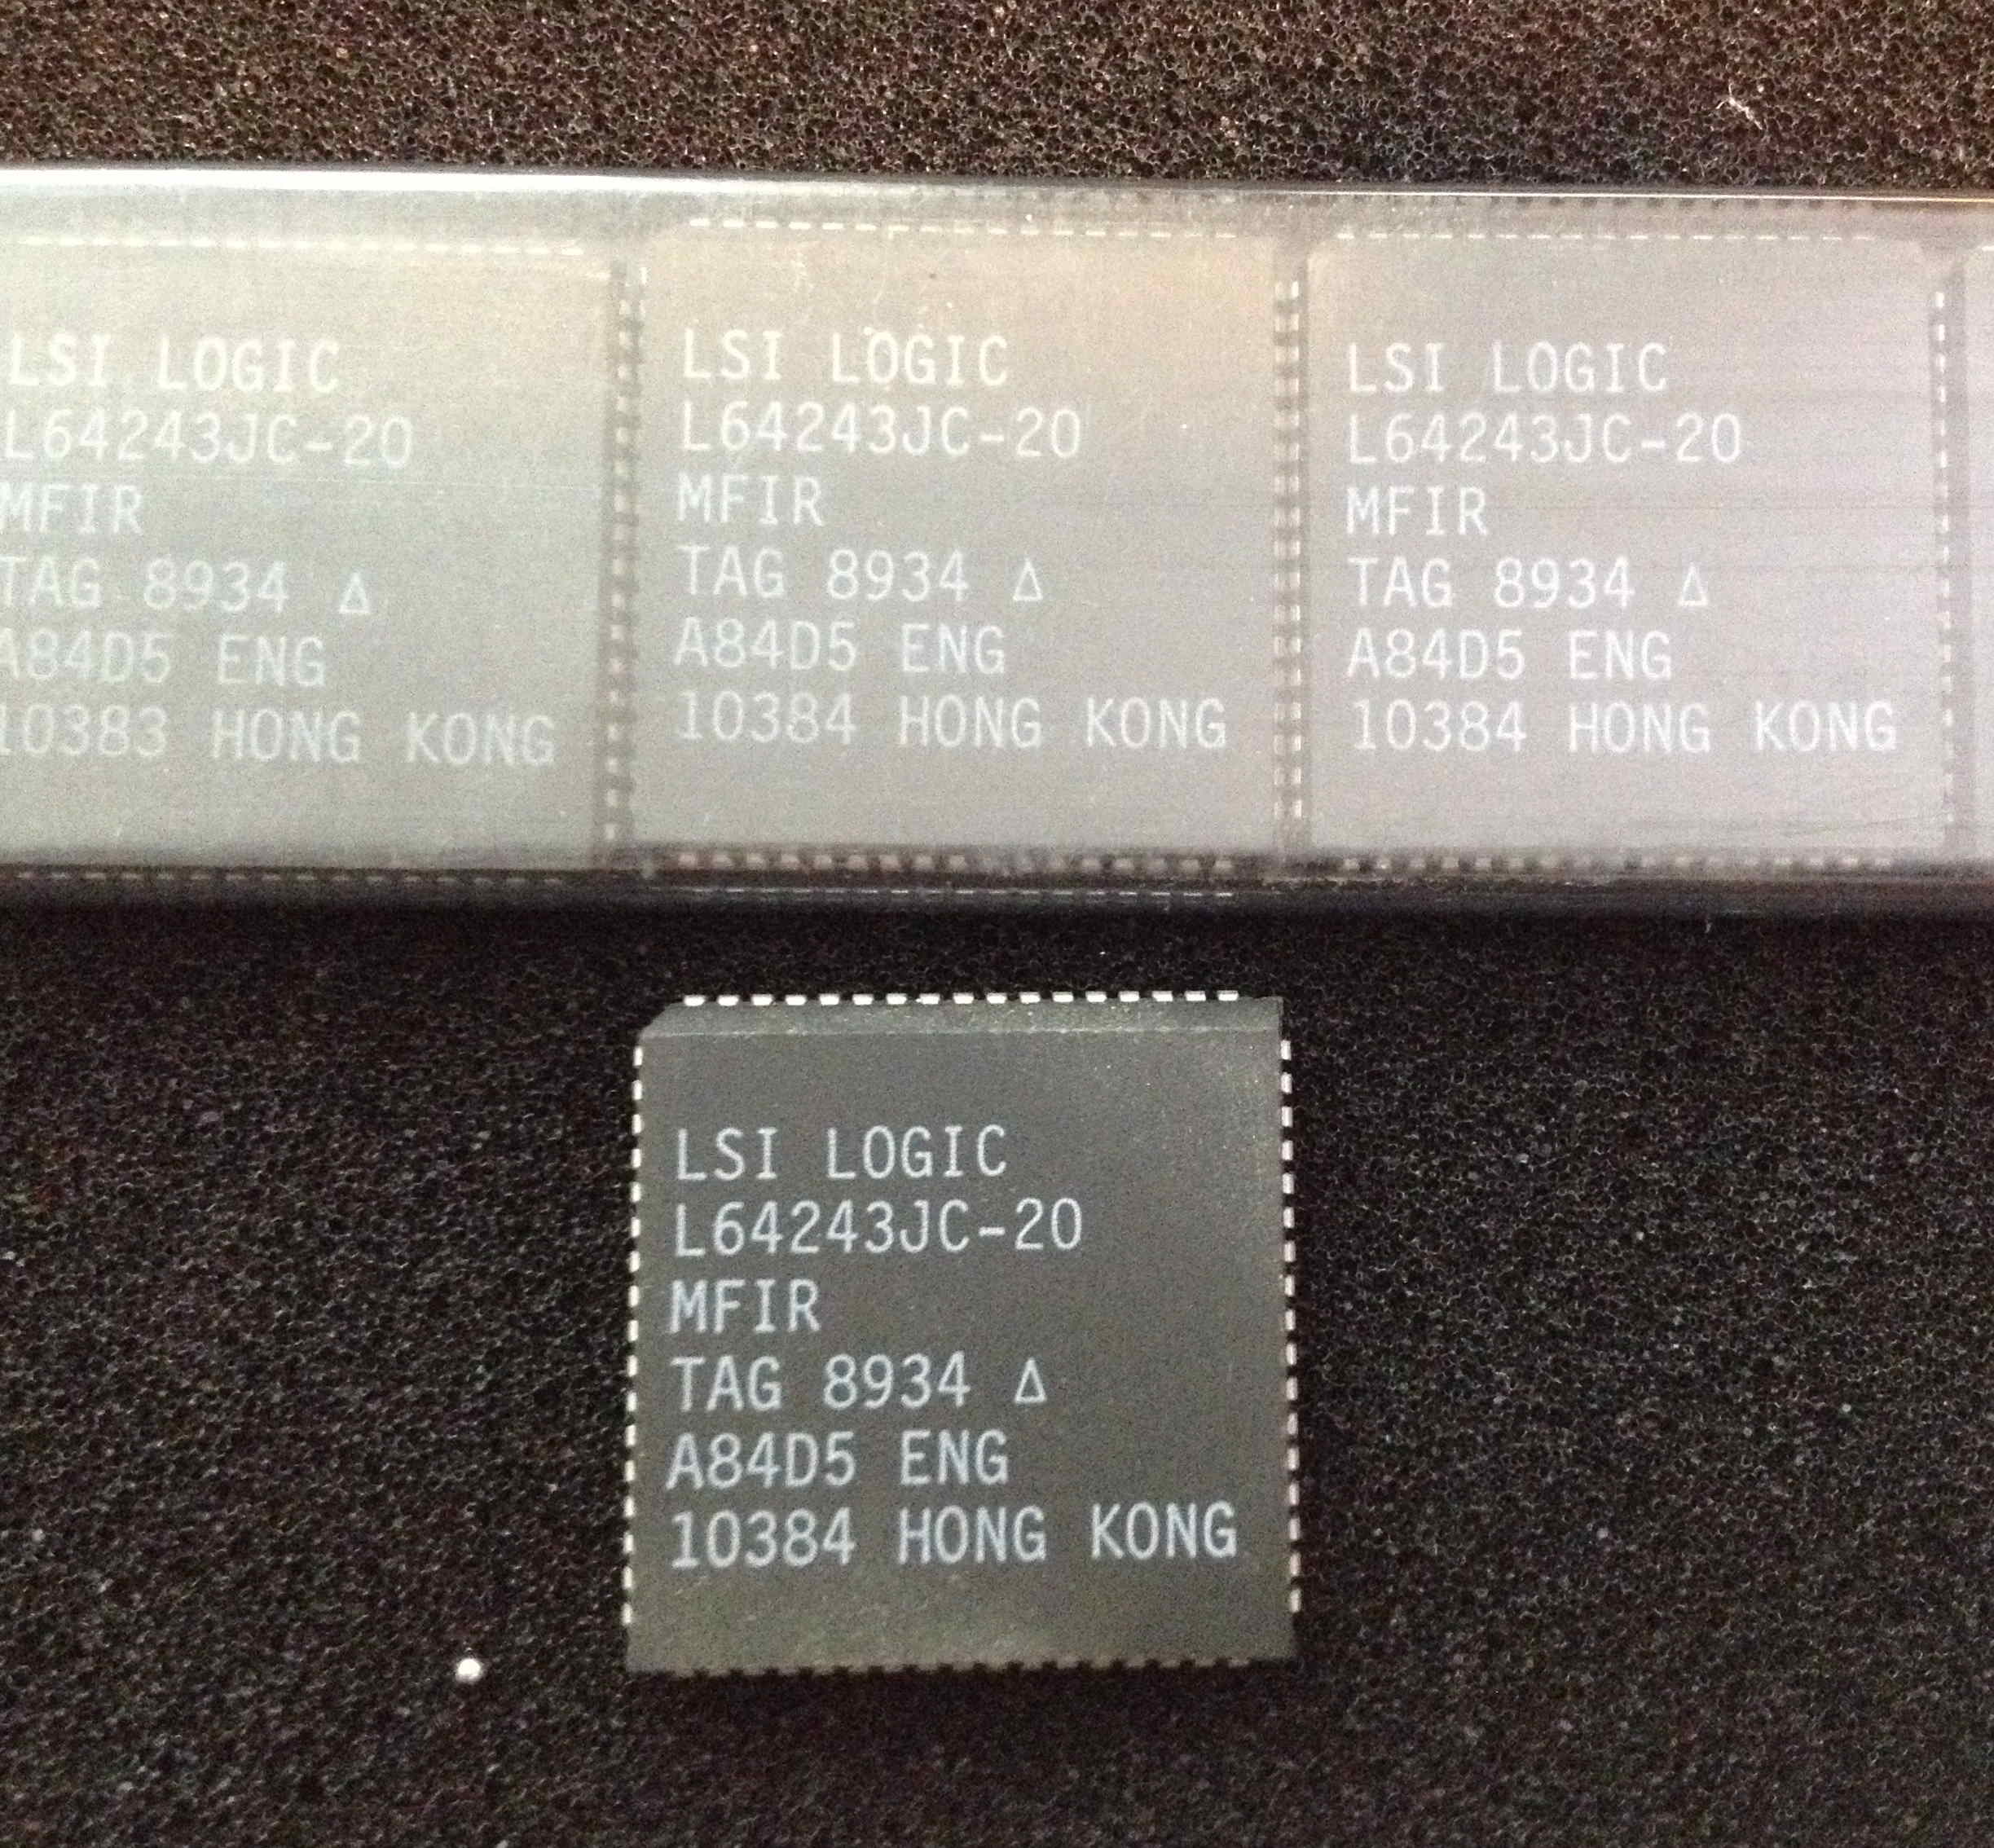 LSI LOGIC
L64243JC-20
MFIR
TAG 8934 Δ
A84D5 ENG
10383 HONG KONG
LSI LOGIC
L64243JC-20
MFIR
TAG 8934 Δ
A84D5 ENG
10384 HONG KONG
LSI LOGIC
L64243JC-20
MFIR
TAG 8934 Δ
A84D5 ENG
10384 HONG KONG
LSI LOGIC
L64243JC-20
MFIR
TAG 8934 Δ
A84D5 ENG
10384 HONG KONG